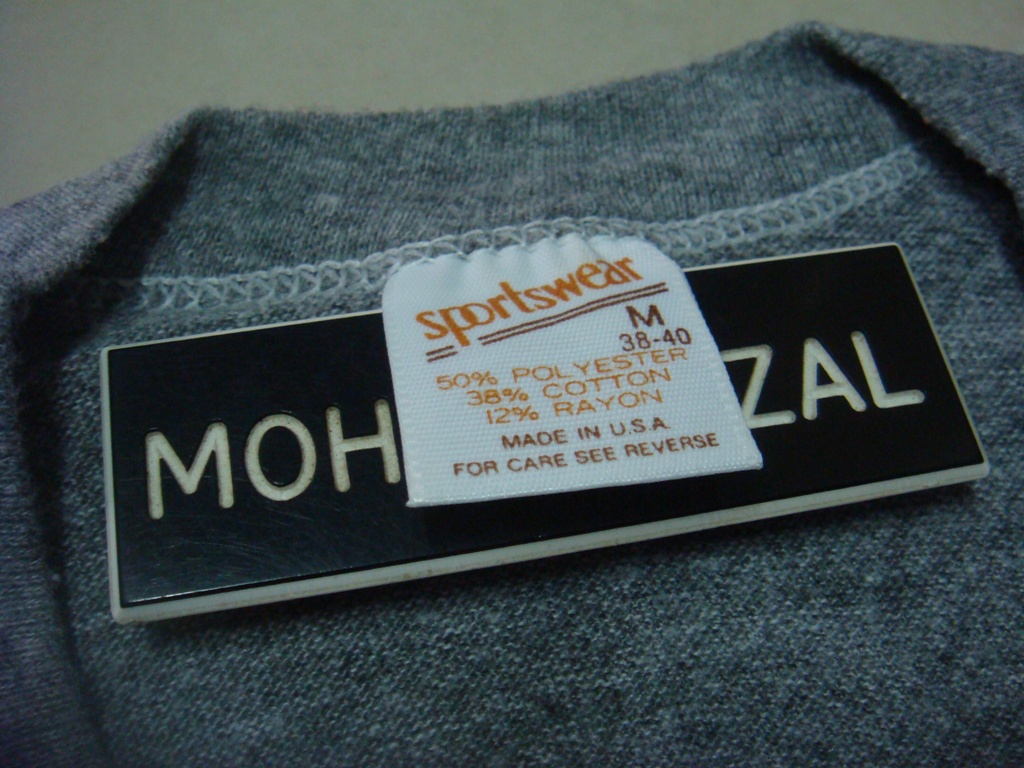 sportswear
M
38-40
50% POLYESTER
38% COTTON
12% RAYON
MADE IN U.S.A.
FOR CARE SEE REVERSE
MOH ZAL